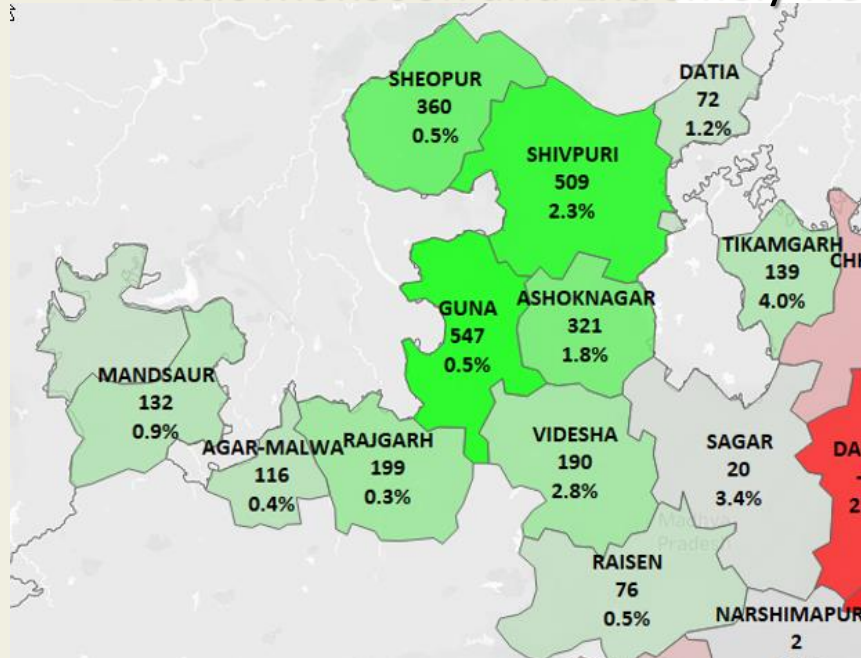 SHEOPUR
360
0.5%
DATIA
72
1.2%
SHIVPURI
509
2.3%
TIKAMGARH
139
4.0%
GUNA
547
0.5%
ASHOKNAGAR
321
1.8%
MANDSAUR
132
0.9%
AGAR-MALWA
116
0.4%
RAJGARH
199
0.3%
VIDESHA
190
2.8%
SAGAR
20
3.4%
Madhya
Pradesh
RAISEN
76
0.5%
NARSHIMAPUR
2